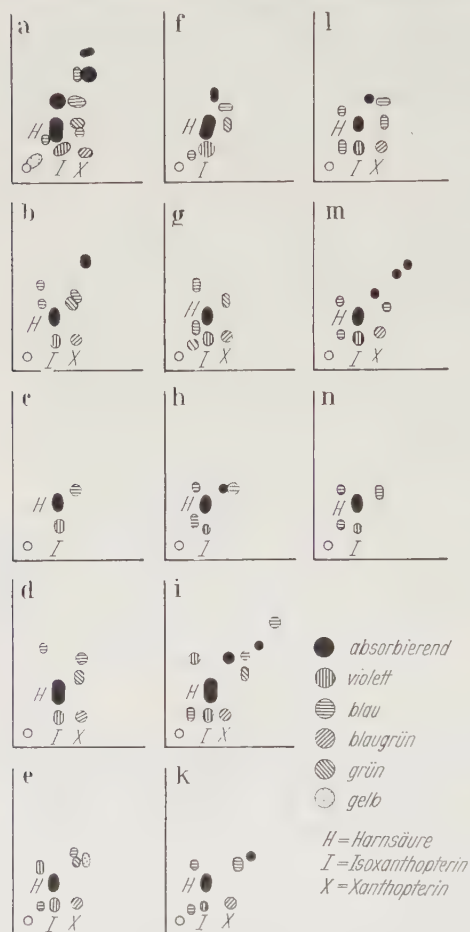 a
H
I X
f
H
I
l
H
I X
b
H
I X
g
H
I X
m
H
I X
c
H
I
h
H
I
n
H
I
d
H
I X
i
H
I X
e
H
I X
k
H
I X
absorbierend
violett
blau
blaugrün
grün
gelb
H = Harnsäure
I = Isoxanthopterin
X = Xanthopterin